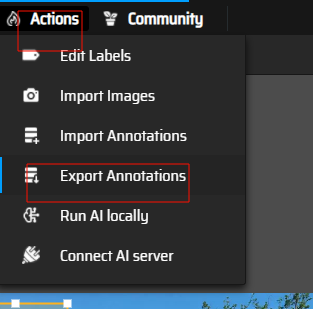 Actions Community
Edit Labels
Import Images
Import Annotations
Export Annotations
Run AI locally
Connect AI server